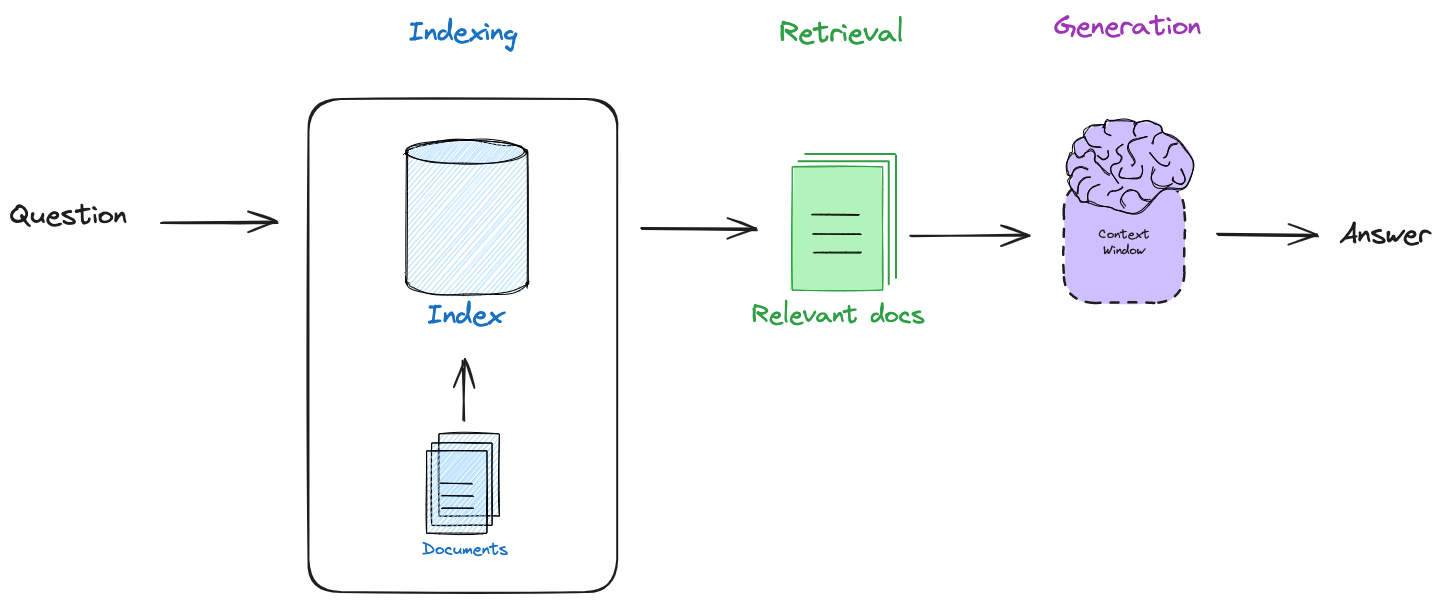 Indexing
Retrieval
Generation
Question
Index
Documents
Relevant docs
Context
Window
Answer